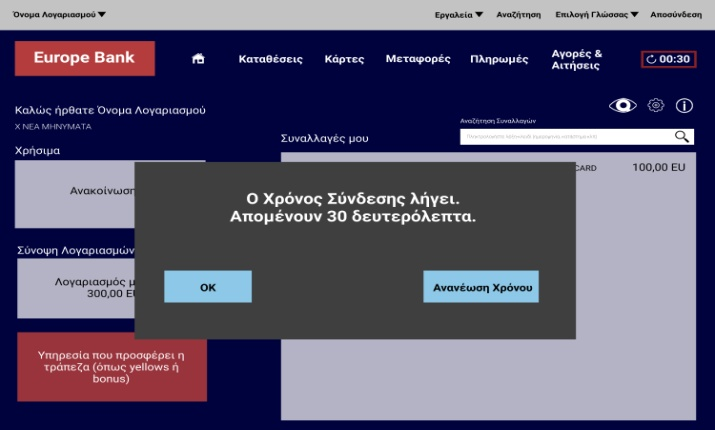 Όνομα Λογαριασμού
Εργαλεία
Αναζήτηση
Επιλογή Γλώσσας
Αποσύνδεση
Europe Bank
Καταθέσεις
Κάρτες
Μεταφορές
Πληρωμές
Αγορές &
Αιτήσεις
00:30
Καλώς ήρθατε Όνομα Λογαριασμού
X ΝΕΑ ΜΗΝΥΜΑΤΑ
Αναζήτηση Συναλλαγών
Χρήσιμα
Συναλλαγές μου
Ανακοίνωση
CARD
100,00 EU
Ο Χρόνος Σύνδεσης λήγει.
Απομένουν 30 δευτερόλεπτα.
Σύνοψη Λογαριασμών
Λογαριασμός μ
300,00 E
OK
Ανανέωση Χρόνου
Υπηρεσία που προσφέρει η
τράπεζα (όπως yellows ή
bonus)